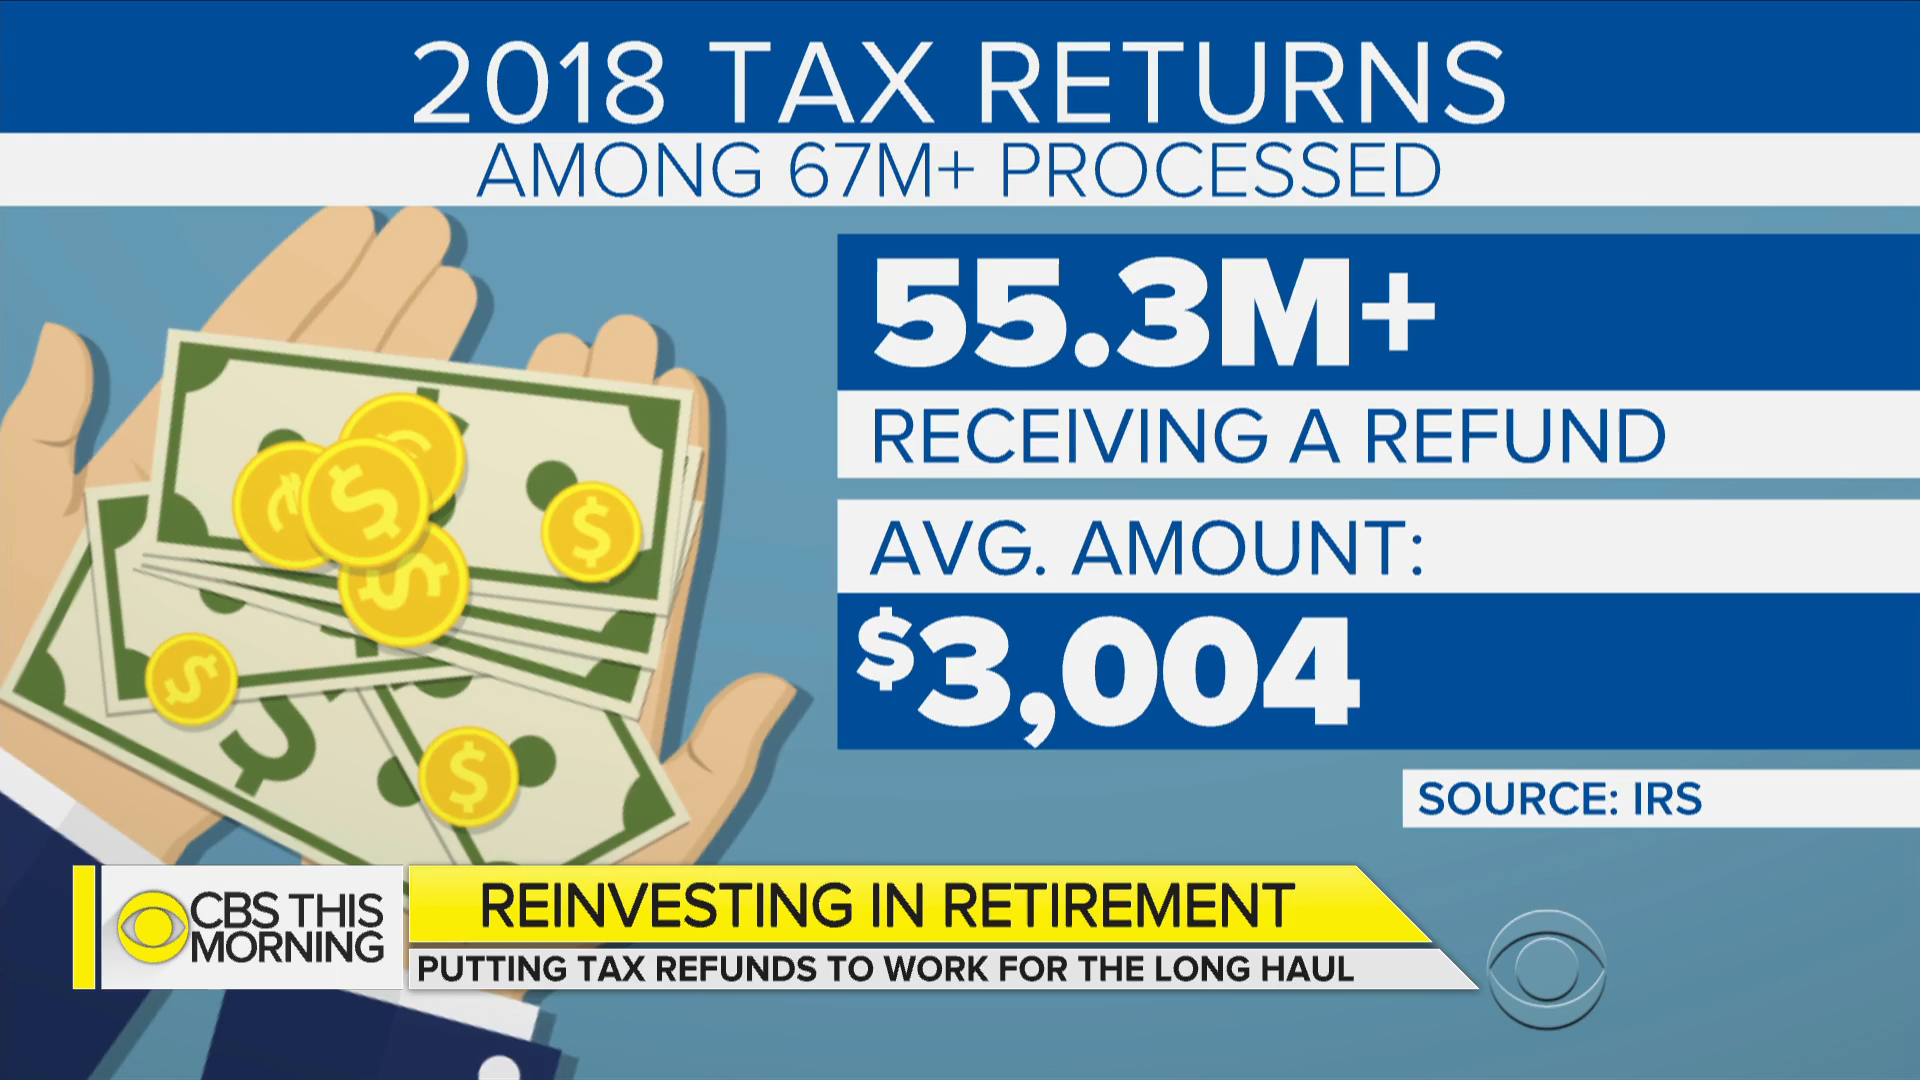 2018 TAX RETURNS
AMONG 67M+ PROCESSED
55.3M+
RECEIVING A REFUND
AVG. AMOUNT:
$3,004
SOURCE: IRS
CBS THIS
MORNING
REINVESTING IN RETIREMENT
PUTTING TAX REFUNDS TO WORK FOR THE LONG HAUL